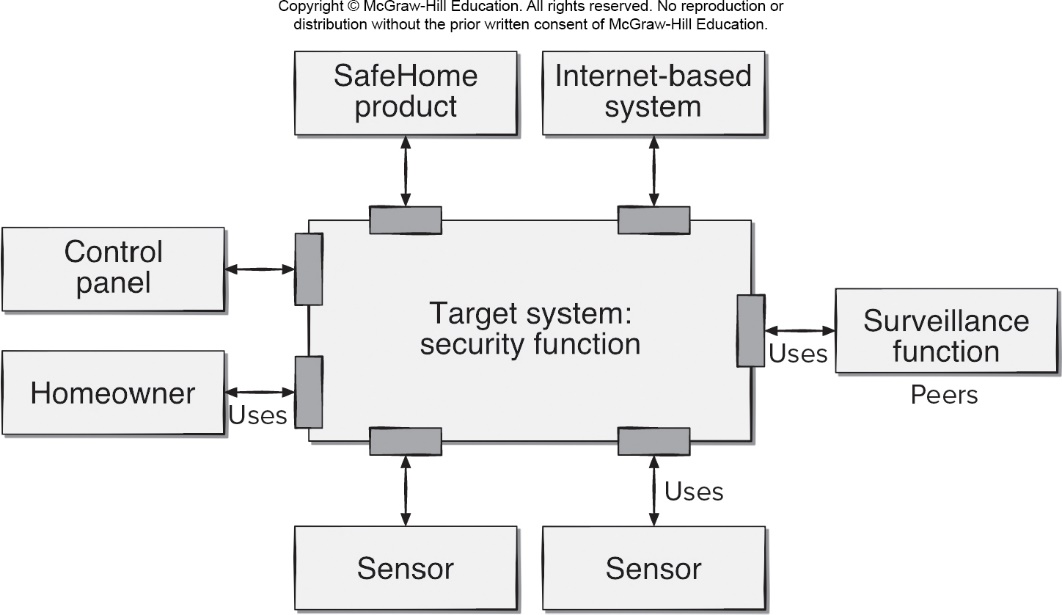 Copyright © McGraw-Hill Education. All rights reserved. No reproduction or
distribution without the prior written consent of McGraw-Hill Education.
SafeHome
product
Internet-based
system
Control
panel
Target system:
security function
Surveillance
function
Uses
Peers
Homeowner
Uses
Uses
Sensor
Sensor